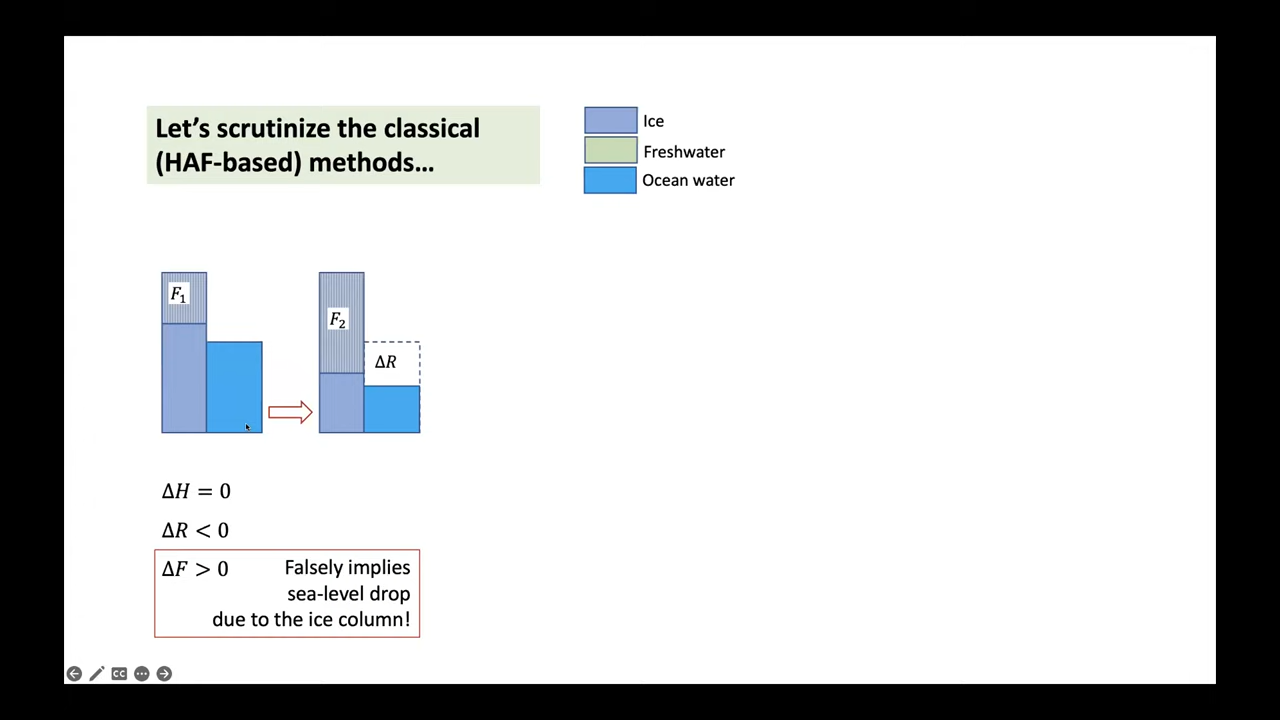 Let’s scrutinize the classical
(HAF-based) methods...
Ice
Freshwater
Ocean water
F₁
F₂
ΔR
ΔH = 0
ΔR < 0
ΔF > 0
Falsely implies
sea-level drop
due to the ice column!
CC